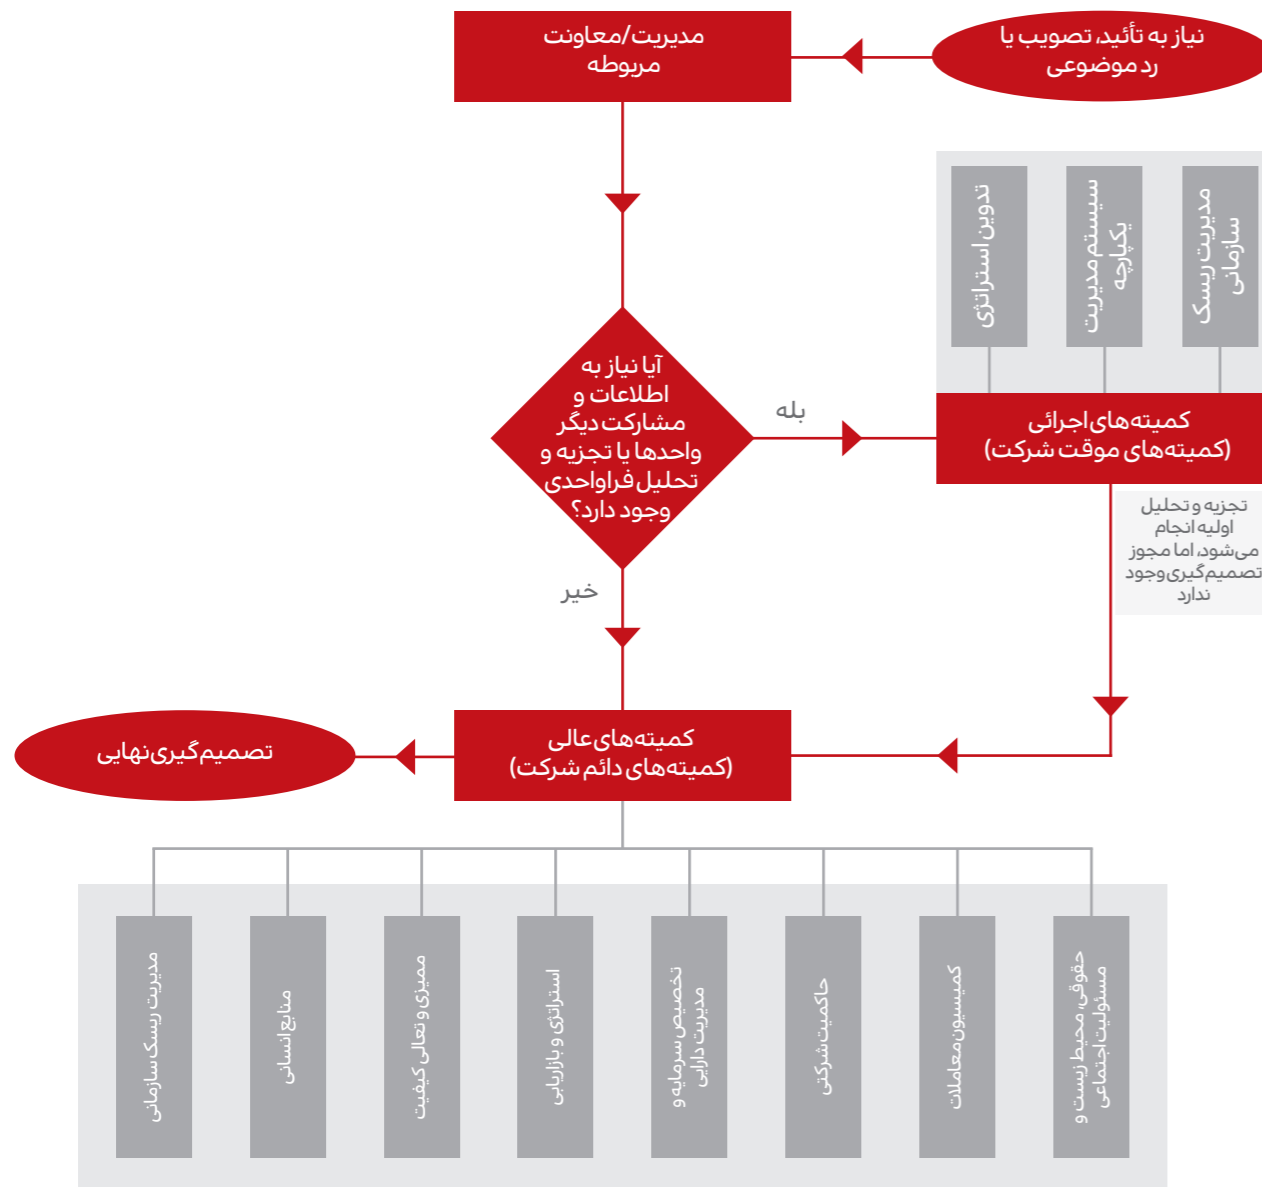 نیاز به تأئید، تصویب یا
رد موضوعی
مدیریت/معاونت
مربوطه
مدیریت ریسک
سازمانی
سیستم مدیریت
یکپارچه
تدوین استراتژی
آیا نیاز به
اطلاعات و
مشارکت دیگر
واحدها یا تجزیه و
تحلیل فراواحدی
وجود دارد؟
بله
کمیته‌های اجرائی
(کمیته‌های موقت شرکت)
تجزیه و تحلیل
اولیه انجام
می‌شود، اما مجوز
تصمیم‌گیری وجود
ندارد
خیر
کمیته‌های عالی
(کمیته‌های دائم شرکت)
تصمیم‌گیری نهایی
حقوقی، محیط زیست و
مسئولیت اجتماعی
کمیسیون معاملات
حاکمیت شرکتی
تخصیص سرمایه و
مدیریت دارایی
استراتژی و بازاریابی
ممیزی و تعالی کیفیت
منابع انسانی
مدیریت ریسک سازمانی